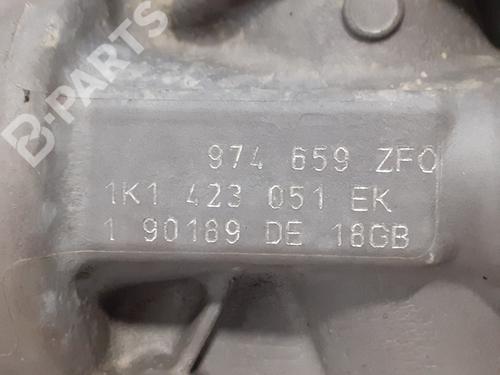 B-PARTS
974 659 ZFO
1K1 423 051 EK
1 90189 DE 18GB